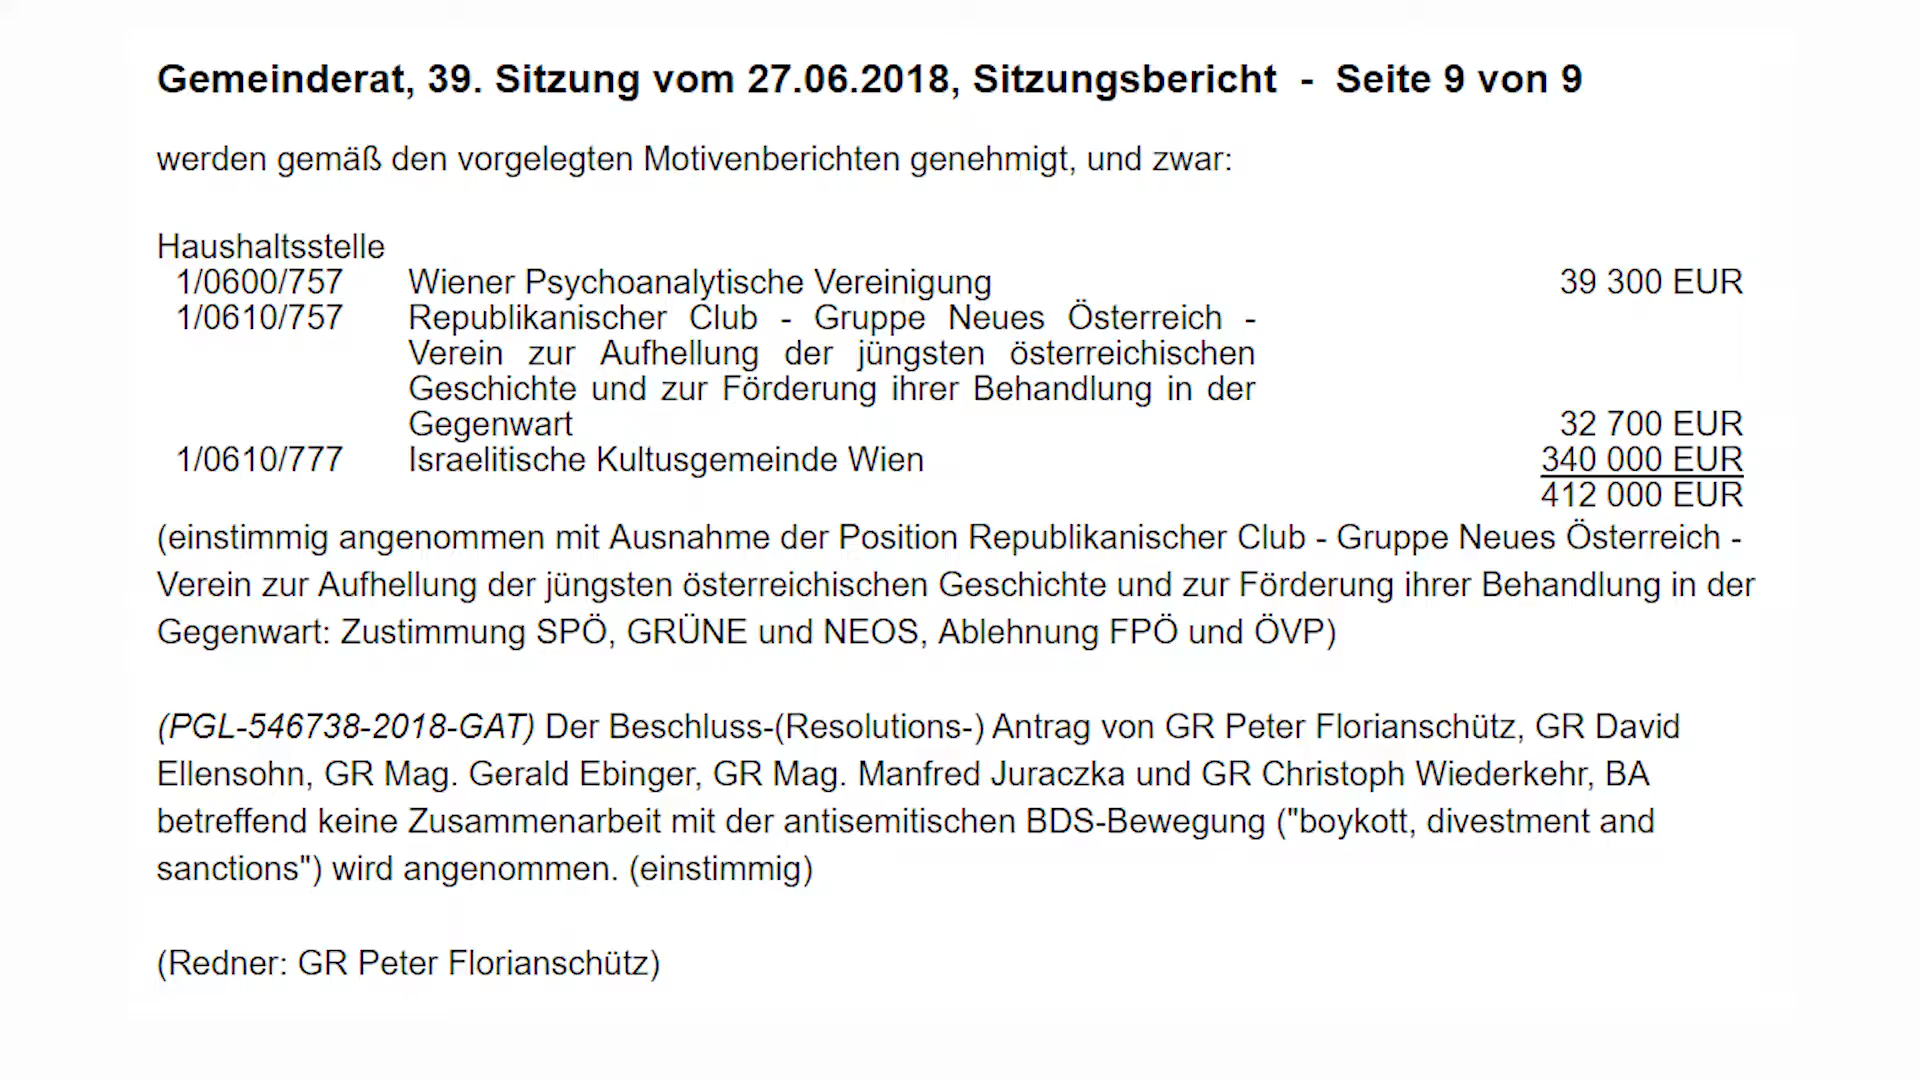 Gemeinderat, 39. Sitzung vom 27.06.2018, Sitzungsbericht - Seite 9 von 9
werden gemäß den vorgelegten Motivenberichten genehmigt, und zwar:
Haushaltsstelle
1/0600/757 Wiener Psychoanalytische Vereinigung 39 300 EUR
1/0610/757 Republikanischer Club - Gruppe Neues Österreich -
Verein zur Aufhellung der jüngsten österreichischen
Geschichte und zur Förderung ihrer Behandlung in der
Gegenwart 32 700 EUR
1/0610/777 Israelitische Kultusgemeinde Wien 340 000 EUR
412 000 EUR
(einstimmig angenommen mit Ausnahme der Position Republikanischer Club - Gruppe Neues Österreich -
Verein zur Aufhellung der jüngsten österreichischen Geschichte und zur Förderung ihrer Behandlung in der
Gegenwart: Zustimmung SPÖ, GRÜNE und NEOS, Ablehnung FPÖ und ÖVP)
(PGL-546738-2018-GAT) Der Beschluss-(Resolutions-) Antrag von GR Peter Florianschütz, GR David
Ellensohn, GR Mag. Gerald Ebinger, GR Mag. Manfred Juraczka und GR Christoph Wiederkehr, BA
betreffend keine Zusammenarbeit mit der antisemitischen BDS-Bewegung ("boykott, divestment and
sanctions") wird angenommen. (einstimmig)
(Redner: GR Peter Florianschütz)